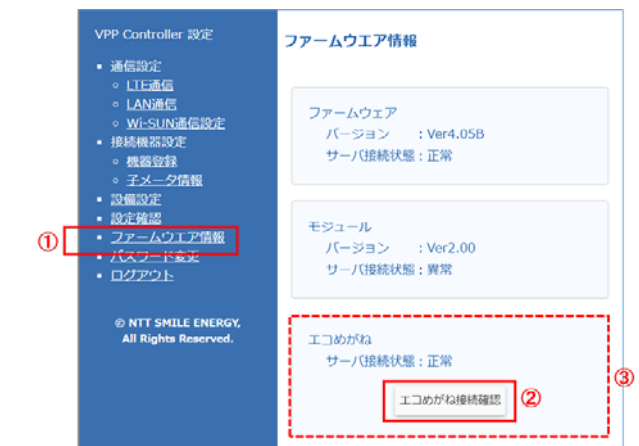 VPP Controller 設定
通信設定
LTE通信
LAN通信
Wi-SUN通信設定
接続機器設定
機器登録
子メータ情報
設備設定
設定確認
① ファームウエア情報
パスワード変更
ログアウト
© NTT SMILE ENERGY,
All Rights Reserved.
ファームウエア情報
ファームウェア
バージョン : Ver4.05B
サーバ接続状態 : 正常
モジュール
バージョン : Ver2.00
サーバ接続状態 : 異常
エコめがね
サーバ接続状態 : 正常
③
エコめがね接続確認 ②